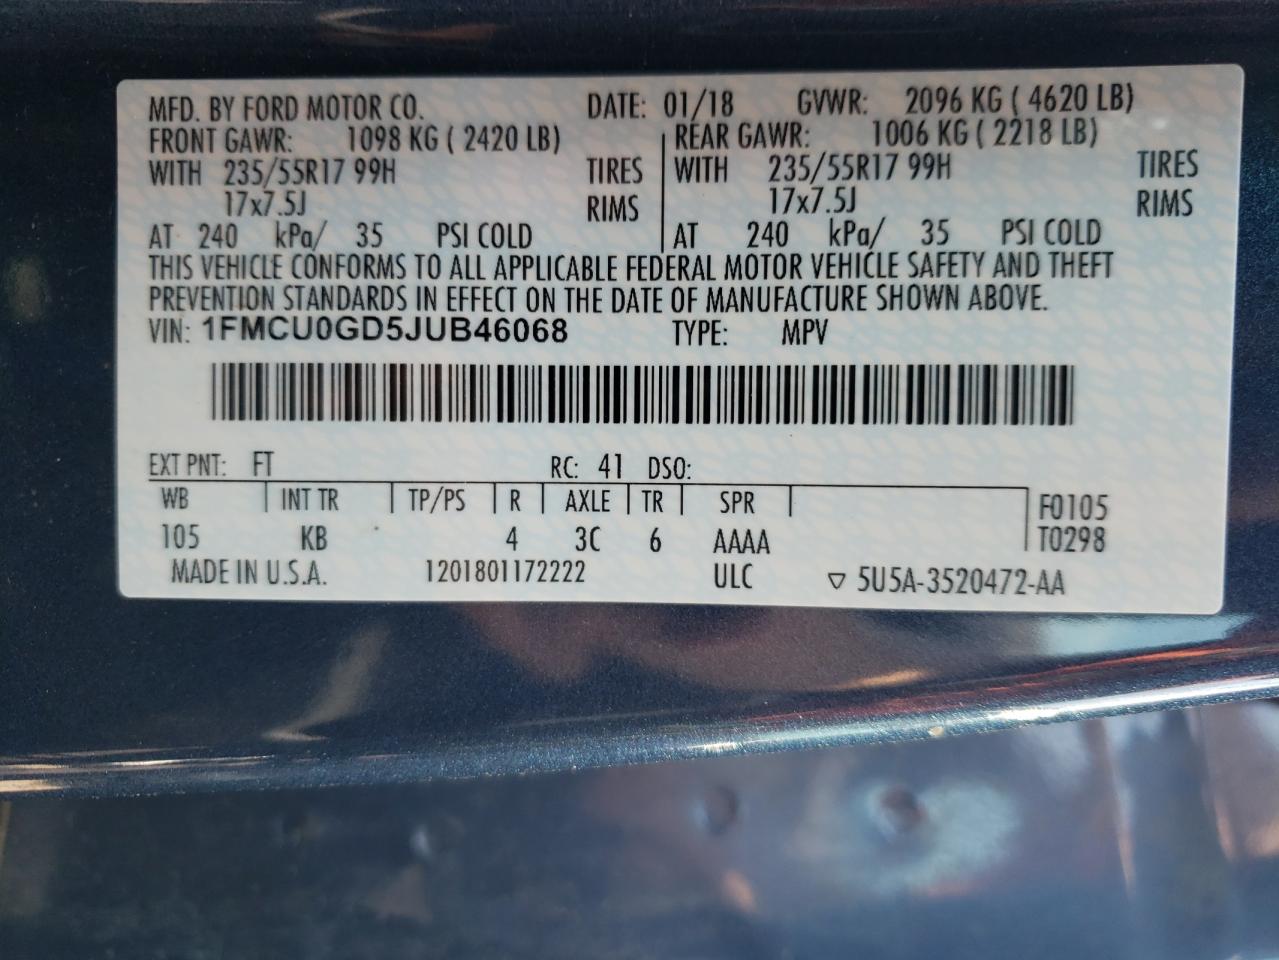 MFD. BY FORD MOTOR CO. DATE: 01/18 GVWR: 2096 KG ( 4620 LB)
FRONT GAWR: 1098 KG ( 2420 LB) REAR GAWR: 1006 KG ( 2218 LB)
WITH 235/55R17 99H TIRES WITH 235/55R17 99H TIRES
17x7.5J RIMS 17x7.5J RIMS
AT 240 kPa/ 35 PSI COLD AT 240 kPa/ 35 PSI COLD
THIS VEHICLE CONFORMS TO ALL APPLICABLE FEDERAL MOTOR VEHICLE SAFETY AND THEFT
PREVENTION STANDARDS IN EFFECT ON THE DATE OF MANUFACTURE SHOWN ABOVE.
VIN: 1FMCU0GD5JUB46068 TYPE: MPV
EXT PNT: FT RC: 41 DSO:
WB INT TR TP/PS R AXLE TR SPR F0105
105 KB 4 3C 6 AAAA T0298
MADE IN U.S.A. 1201801172222 ULC ▽ 5U5A-3520472-AA